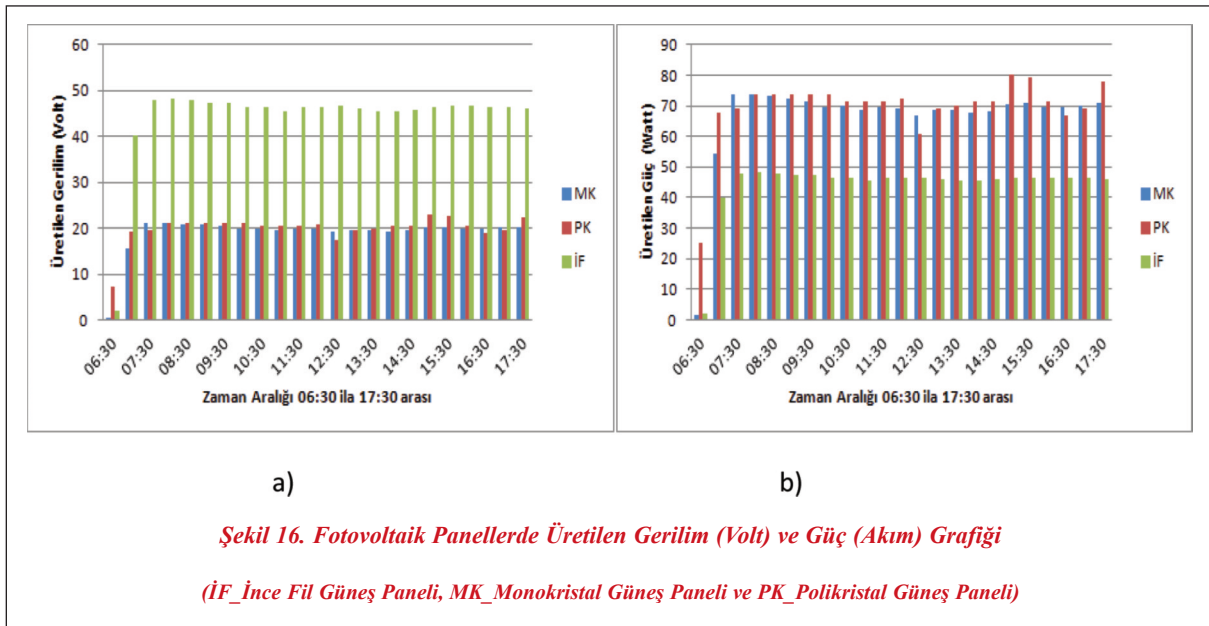 60
50
40
30
20
10
0
Üretilen Gerilim (Volt)
06:30
07:30
08:30
09:30
10:30
11:30
12:30
13:30
14:30
15:30
16:30
17:30
Zaman Aralığı 06:30 ila 17:30 arası
MK
PK
İF
90
80
70
60
50
40
30
20
10
0
Üretilen Güç (Watt)
06:30
07:30
08:30
09:30
10:30
11:30
12:30
13:30
14:30
15:30
16:30
17:30
Zaman Aralığı 06:30 ila 17:30 arası
MK
PK
İF
a)
b)
Şekil 16. Fotovoltaik Panellerde Üretilen Gerilim (Volt) ve Güç (Akım) Grafiği
(İF_İnce Fil Güneş Paneli, MK_Monokristal Güneş Paneli ve PK_Polikristal Güneş Paneli)